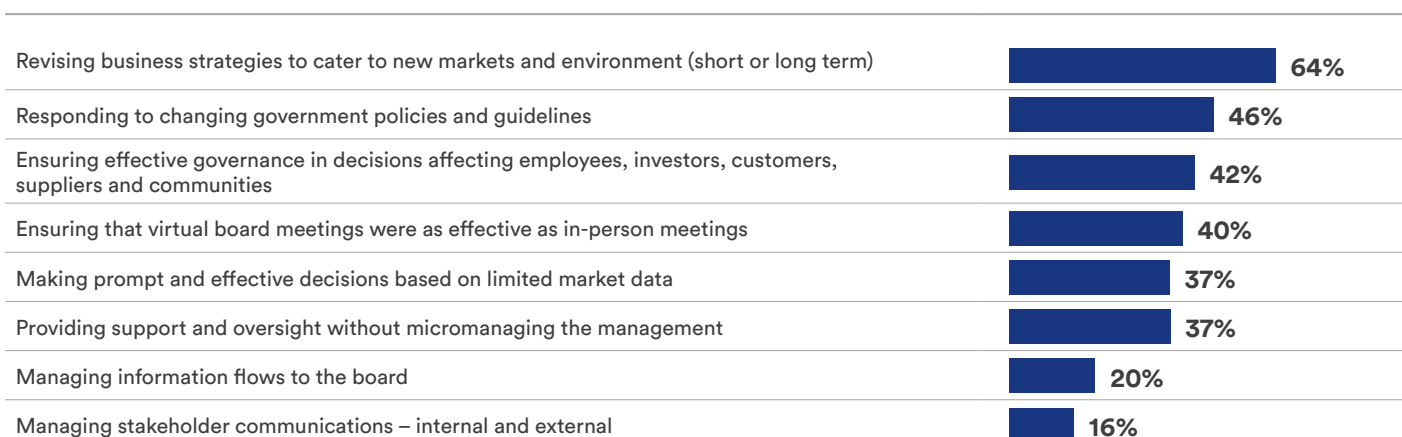 Revising business strategies to cater to new markets and environment (short or long term) 64%
Responding to changing government policies and guidelines 46%
Ensuring effective governance in decisions affecting employees, investors, customers,
suppliers and communities 42%
Ensuring that virtual board meetings were as effective as in-person meetings 40%
Making prompt and effective decisions based on limited market data 37%
Providing support and oversight without micromanaging the management 37%
Managing information flows to the board 20%
Managing stakeholder communications – internal and external 16%